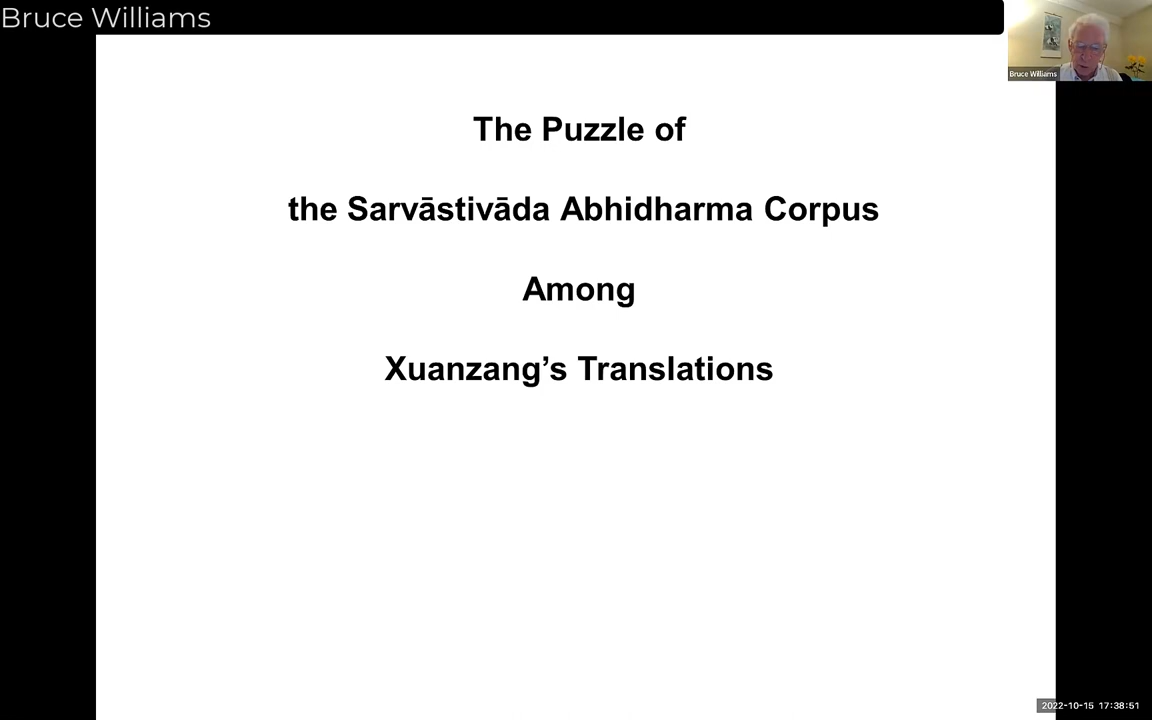 Bruce Williams
Bruce Williams
The Puzzle of
the Sarvāstivāda Abhidharma Corpus
Among
Xuanzang’s Translations
2022-10-15 17:38:51